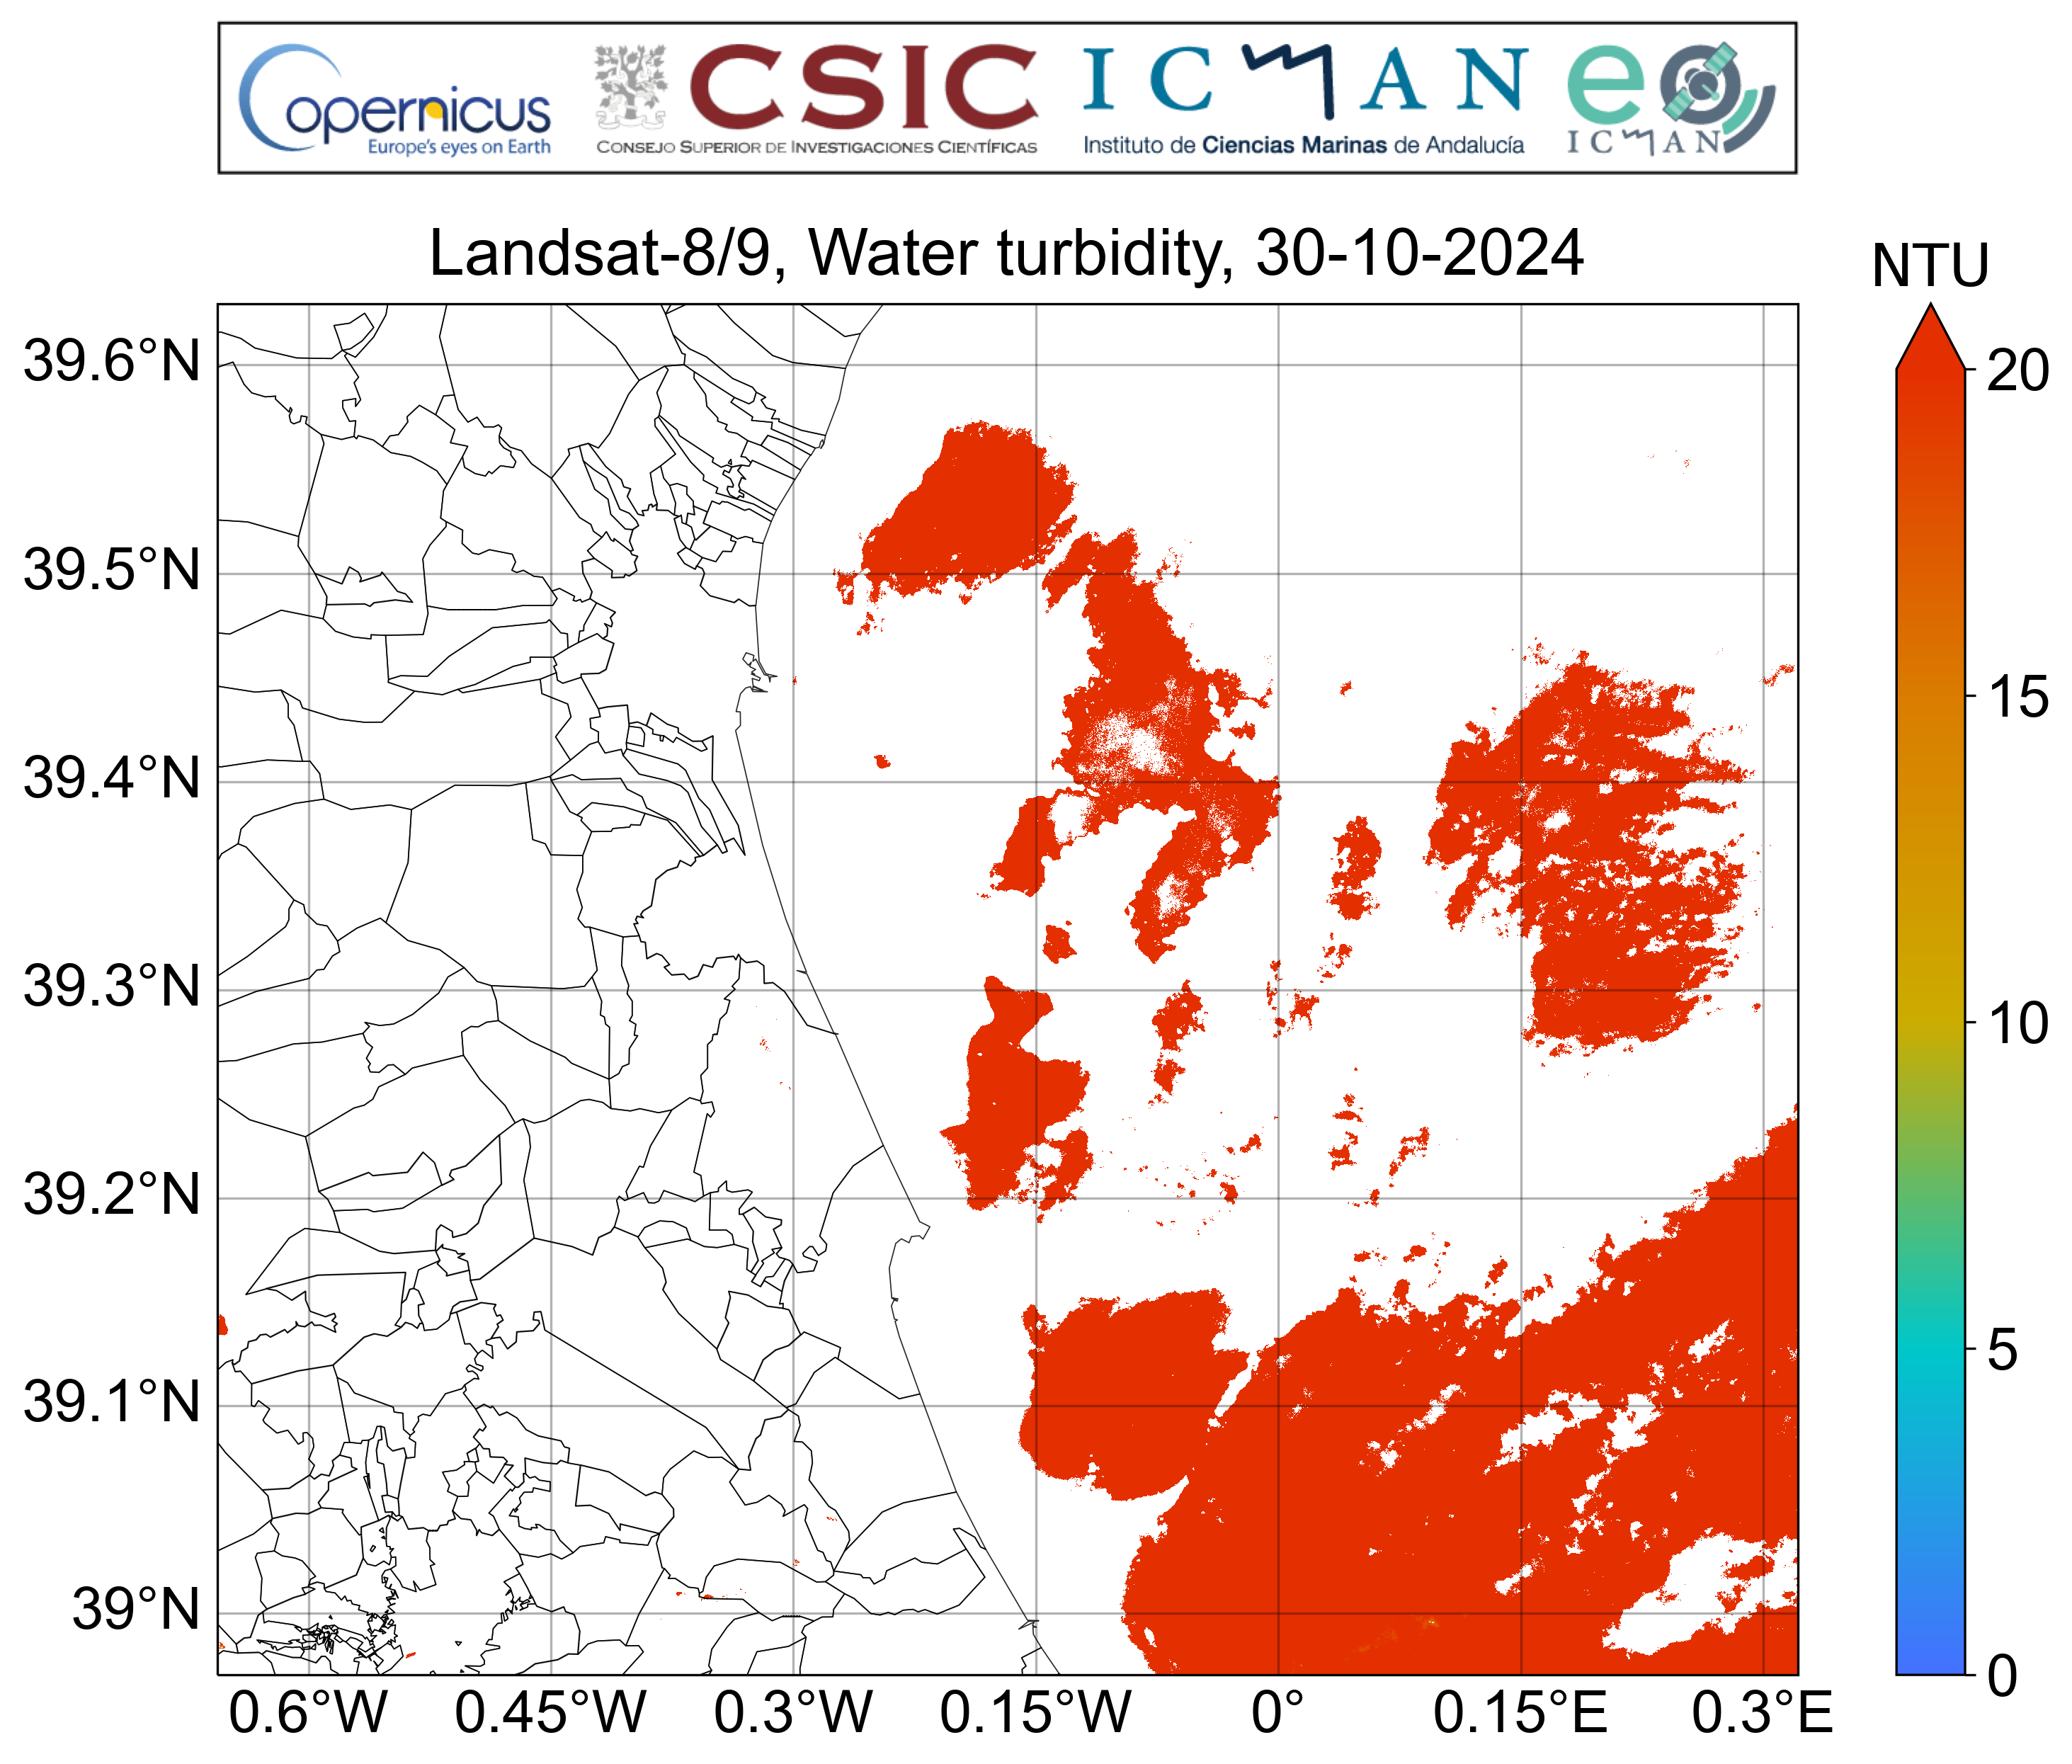 Copernicus
Europe's eyes on Earth
CSIC
CONSEJO SUPERIOR DE INVESTIGACIONES CIENTÍFICAS
ICMAN
Instituto de Ciencias Marinas de Andalucía
eo
ICMAN
Landsat-8/9, Water turbidity, 30-10-2024
NTU
39.6°N
39.5°N
39.4°N
39.3°N
39.2°N
39.1°N
39°N
0.6°W
0.45°W
0.3°W
0.15°W
0°
0.15°E
0.3°E
20
15
10
5
0